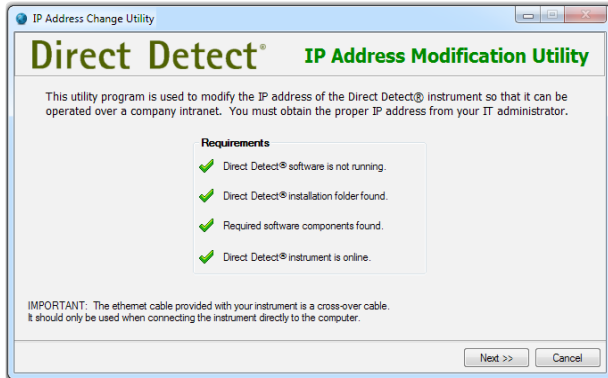 IP Address Change Utility
Direct Detect® IP Address Modification Utility
This utility program is used to modify the IP address of the Direct Detect® instrument so that it can be
operated over a company intranet. You must obtain the proper IP address from your IT administrator.
Requirements
Direct Detect® software is not running.
Direct Detect® installation folder found.
Required software components found.
Direct Detect® instrument is online.
IMPORTANT: The ethernet cable provided with your instrument is a cross-over cable.
It should only be used when connecting the instrument directly to the computer.
Next >> Cancel